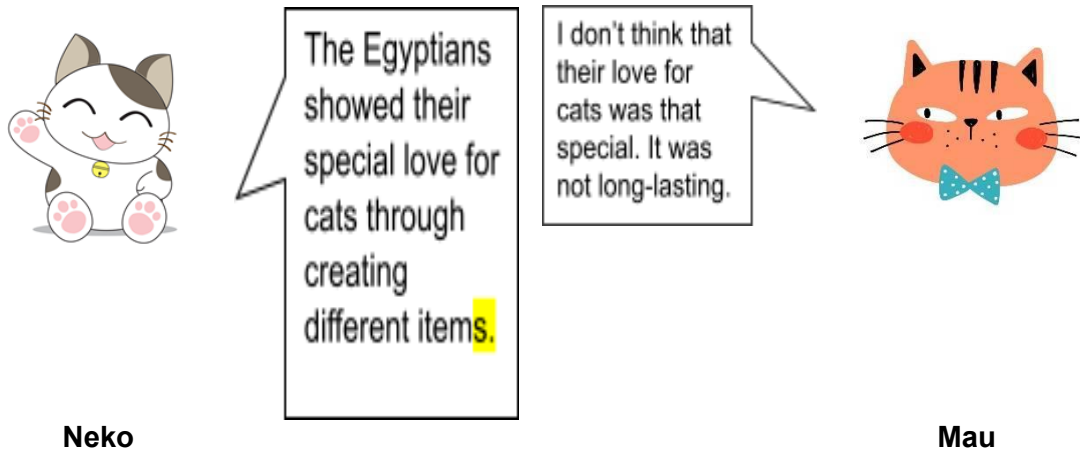 The Egyptians
showed their
special love for
cats through
creating
different items.
I don't think that
their love for
cats was that
special. It was
not long-lasting.
Neko
Mau